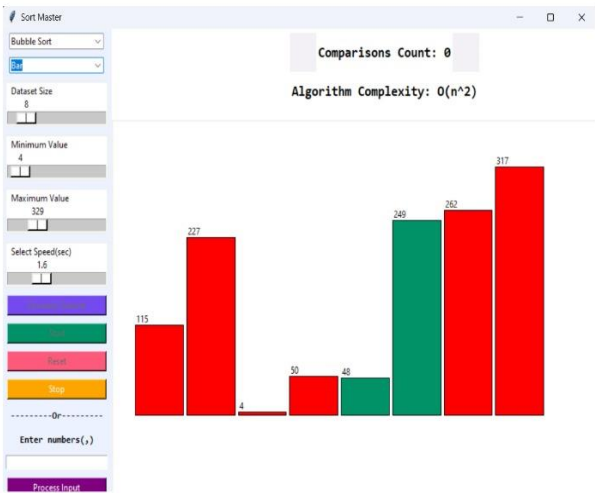 Sort Master
Bubble Sort
Bar
Dataset Size
8
Minimum Value
4
Maximum Value
329
Select Speed(sec)
1.6
Start
Reset
Stop
---------Or---------
Enter numbers(,)
Process Input
Comparisons Count: 0
Algorithm Complexity: O(n^2)
115
227
4
50
48
249
262
317